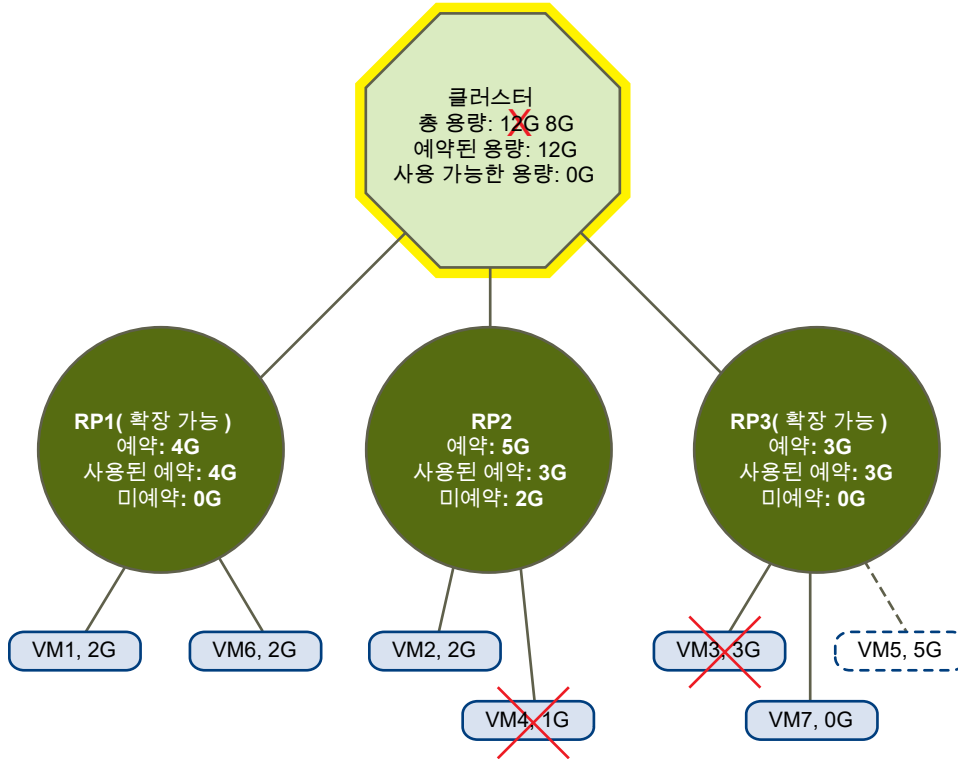 클러스터
총 용량: 12G 8G
예약된 용량: 12G
사용 가능한 용량: 0G
RP1( 확장 가능 )
예약: 4G
사용된 예약: 4G
미예약: 0G
RP2
예약: 5G
사용된 예약: 3G
미예약: 2G
RP3( 확장 가능 )
예약: 3G
사용된 예약: 3G
미예약: 0G
VM1, 2G
VM6, 2G
VM2, 2G
VM3, 3G
VM5, 5G
VM4, 1G
VM7, 0G